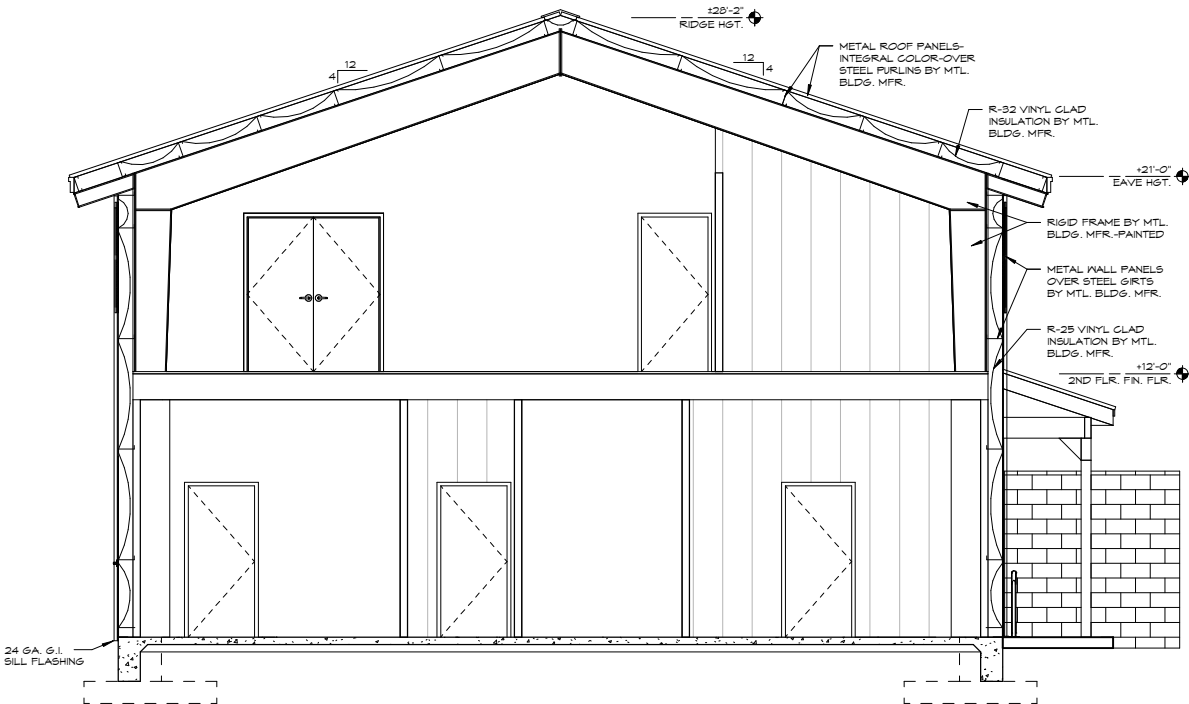 ±28'-2"
RIDGE HGT.
12
4
12
4
METAL ROOF PANELS-
INTEGRAL COLOR-OVER
STEEL PURLINS BY MTL.
BLDG. MFR.
R-32 VINYL CLAD
INSULATION BY MTL.
BLDG. MFR.
+21'-0"
EAVE HGT.
RIGID FRAME BY MTL.
BLDG. MFR.-PAINTED
METAL WALL PANELS
OVER STEEL GIRTS
BY MTL. BLDG. MFR.
R-25 VINYL CLAD
INSULATION BY MTL.
BLDG. MFR.
+12'-0"
2ND FLR. FIN. FLR.
24 GA. G.I.
SILL FLASHING